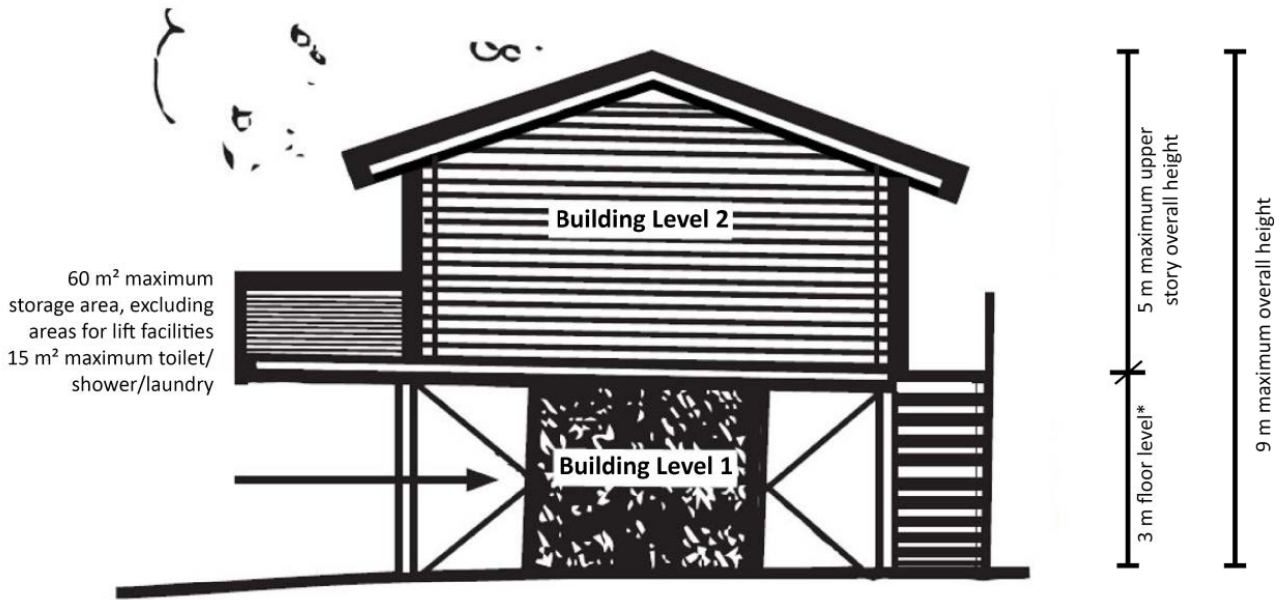 Building Level 2
60 m² maximum
storage area, excluding
areas for lift facilities
15 m² maximum toilet/
shower/laundry
Building Level 1
5 m maximum upper
story overall height
3 m floor level*
9 m maximum overall height